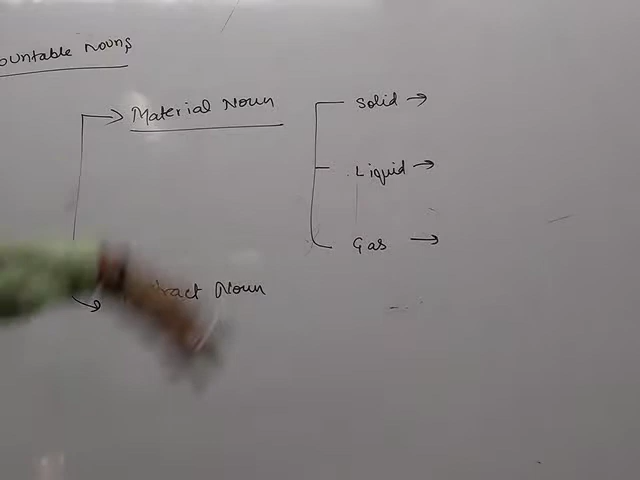 ountable nouns
Material Noun
Solid →
Liquid →
Gas →
tract Noun